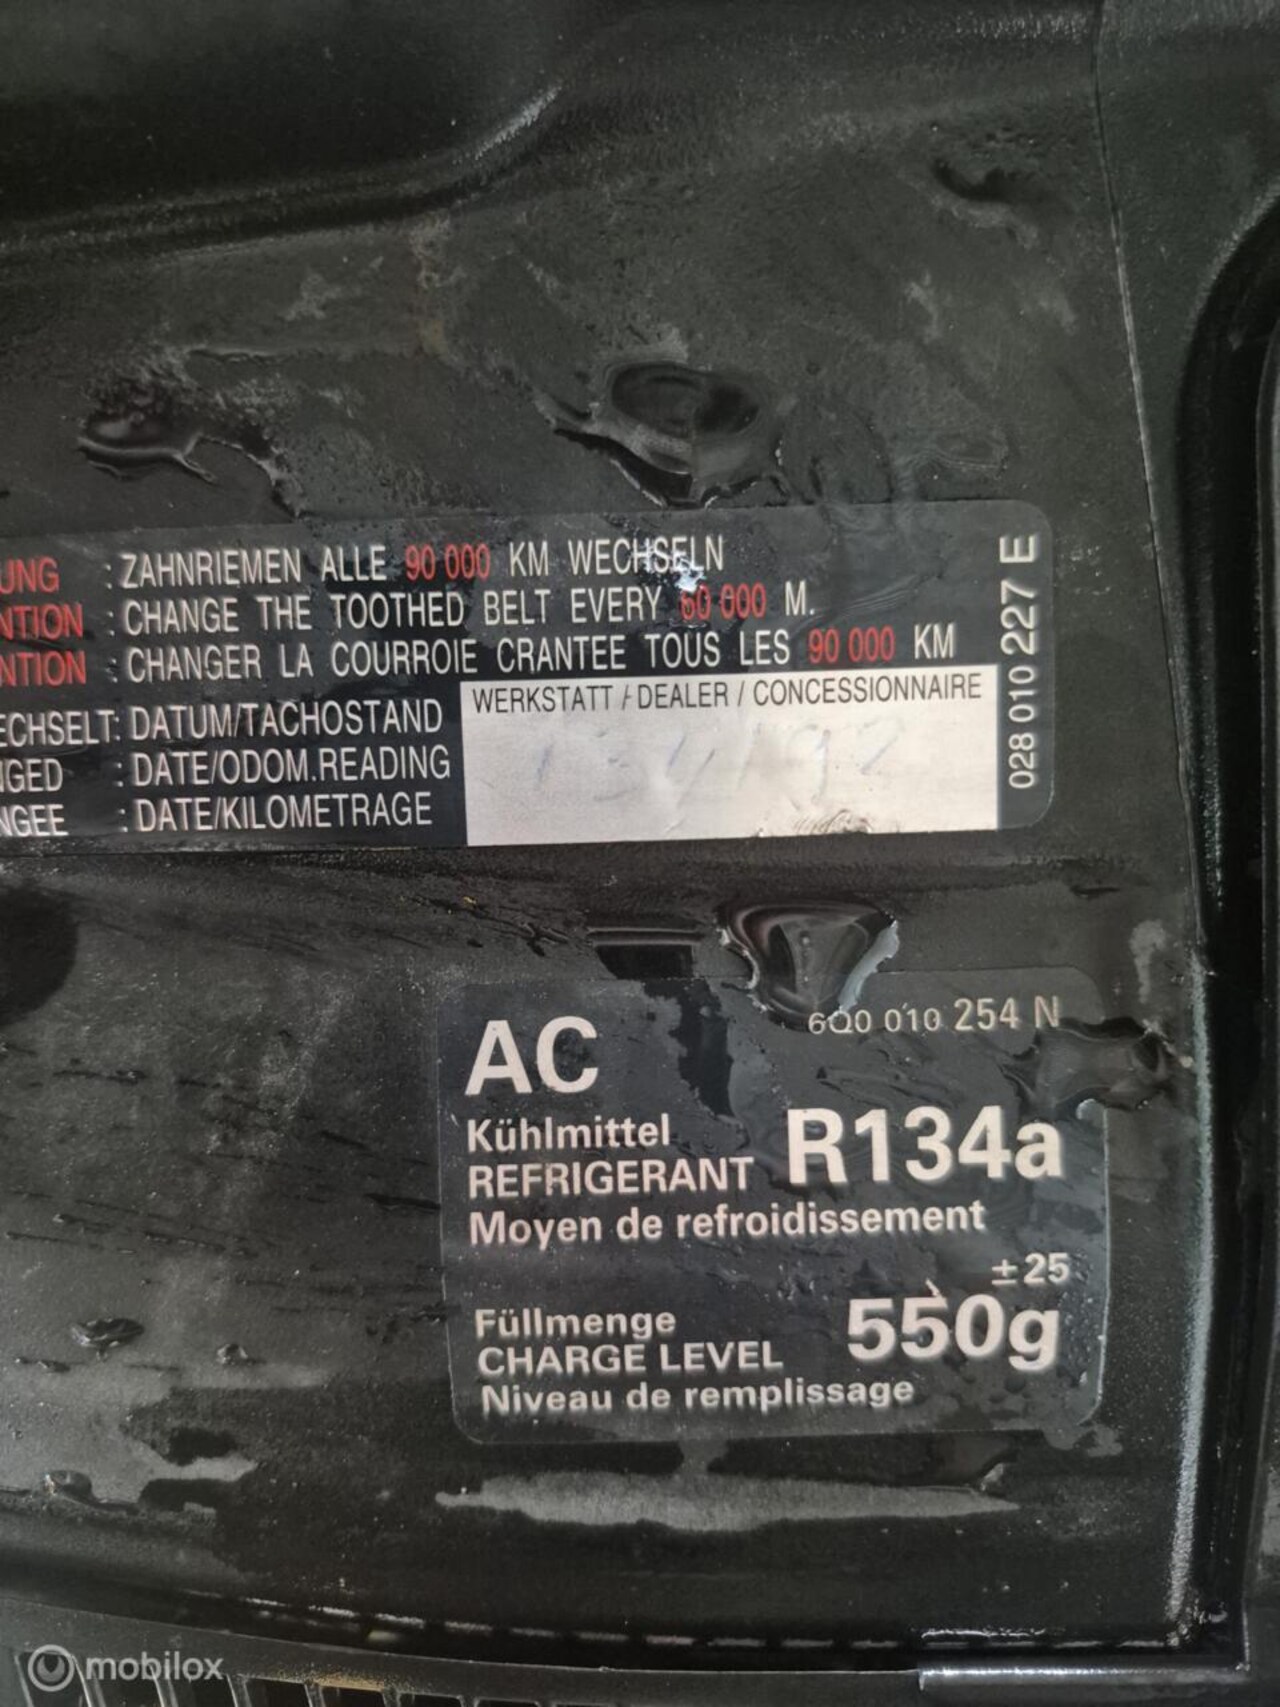 UNG : ZAHNRIEMEN ALLE 90 000 KM WECHSELN
NTION : CHANGE THE TOOTHED BELT EVERY 60 000 M.
NTION : CHANGER LA COURROIE CRANTEE TOUS LES 90 000 KM
ECHSELT: DATUM/TACHOSTAND
NGED : DATE/ODOM.READING
NGEE : DATE/KILOMETRAGE
WERKSTATT / DEALER / CONCESSIONNAIRE
028 010 227 E
6Q0 010 254 N
AC
Kühlmittel
REFRIGERANT R134a
Moyen de refroidissement
±25
Füllmenge 550g
CHARGE LEVEL
Niveau de remplissage
mobilox